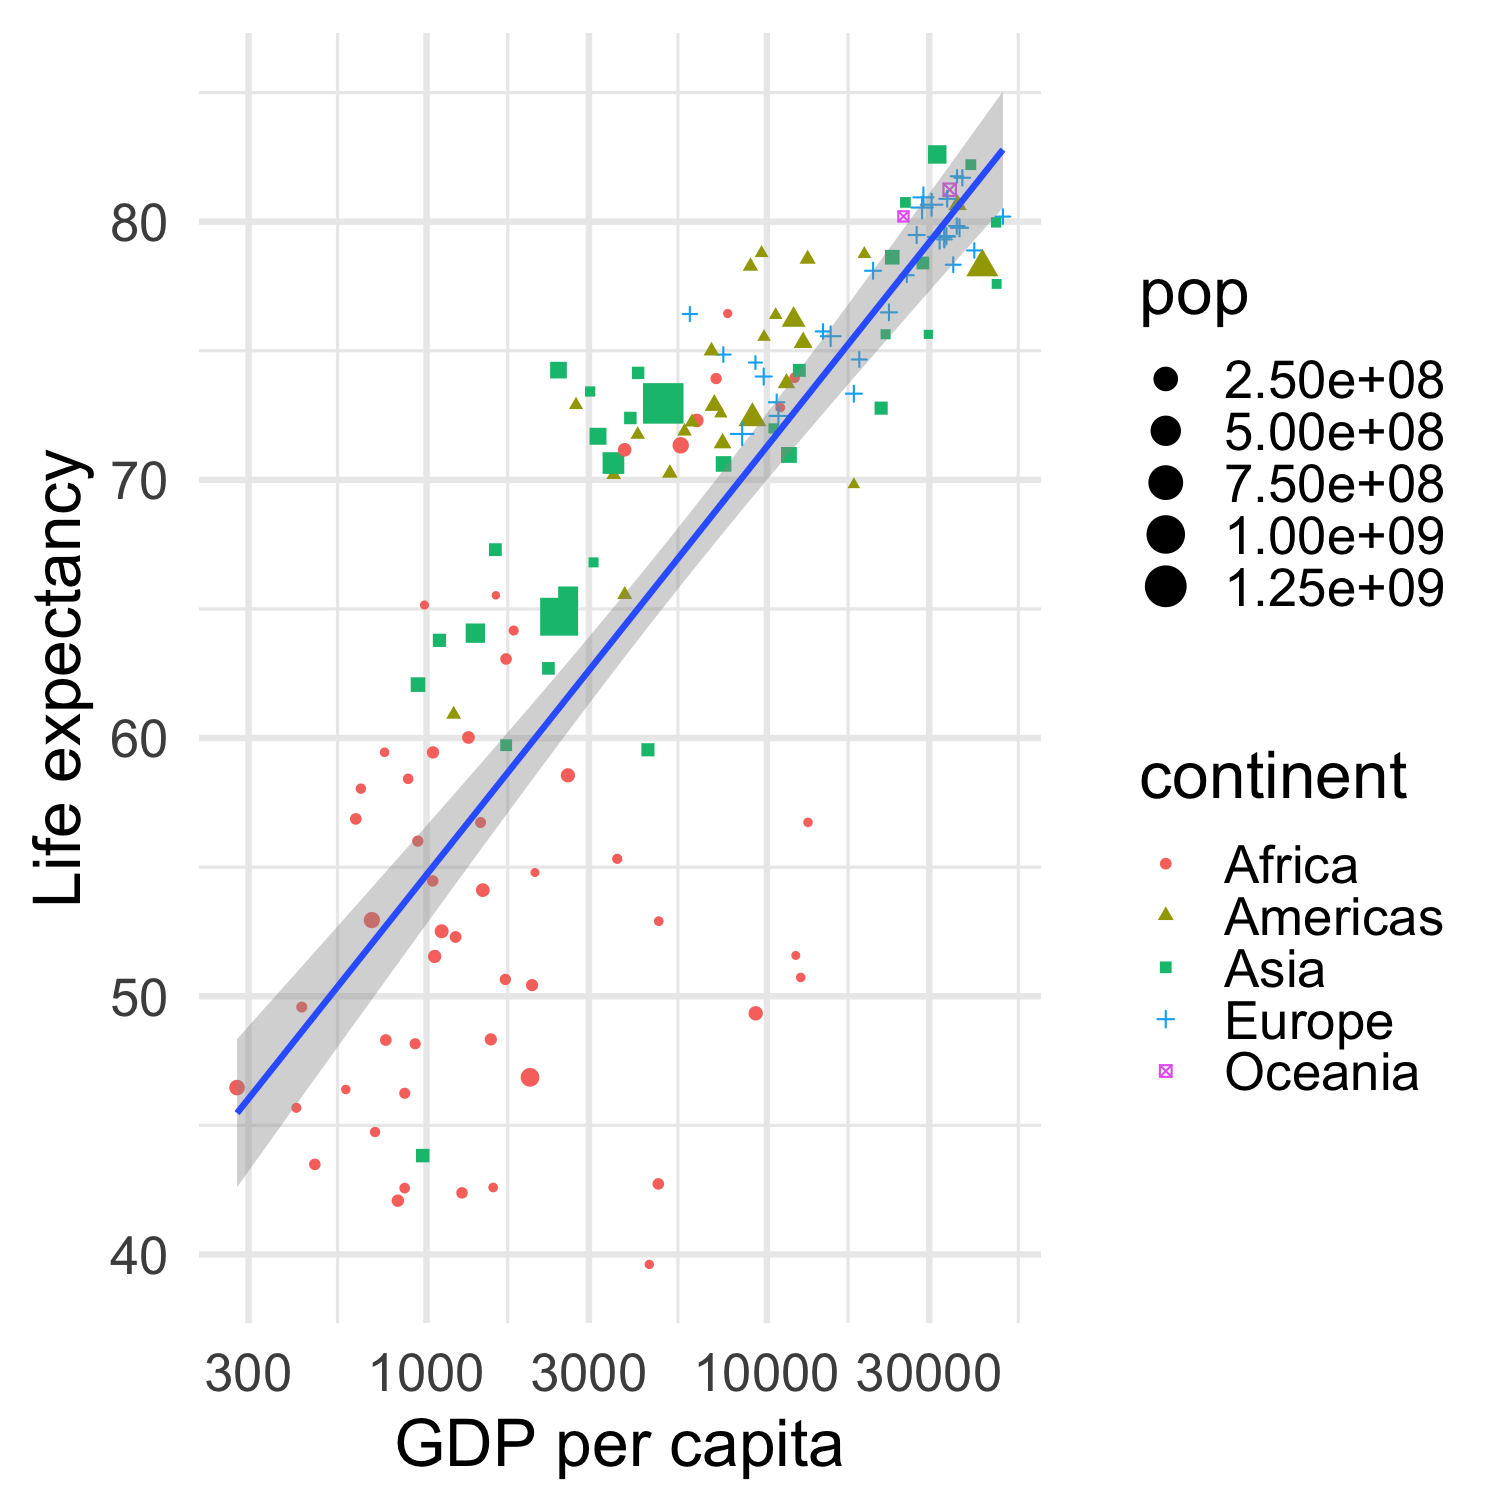 Life expectancy
80
70
60
50
40
300 1000 3000 10000 30000
GDP per capita
pop
2.50e+08
5.00e+08
7.50e+08
1.00e+09
1.25e+09
continent
Africa
Americas
Asia
Europe
Oceania